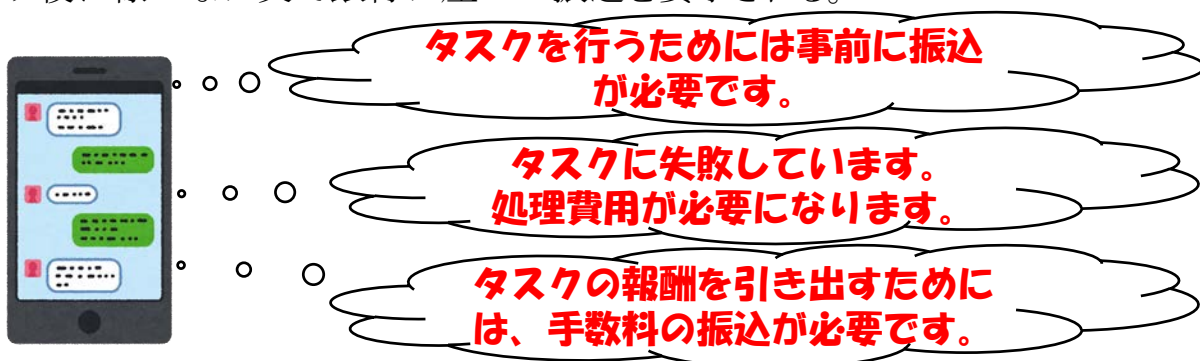 タスクを行うためには事前に振込
が必要です。
タスクに失敗しています。
処理費用が必要になります。
タスクの報酬を引き出すために
は、手数料の振込が必要です。